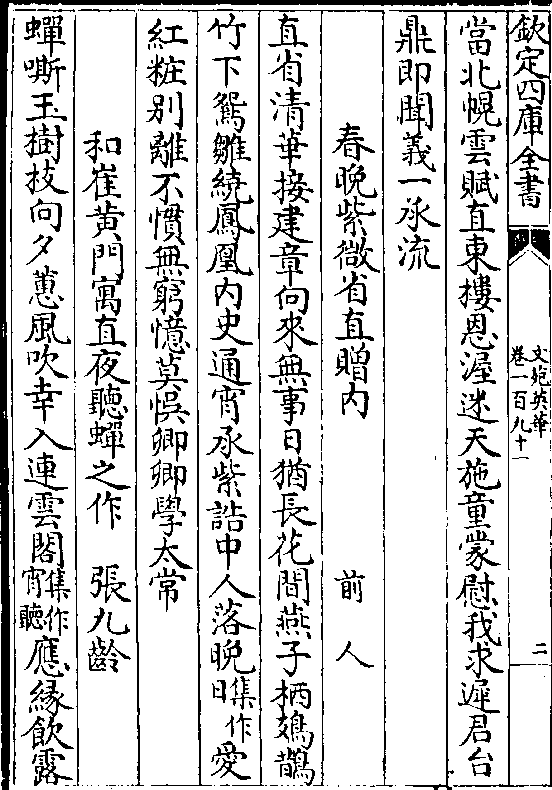 欽定四庫全書
文苑英華
卷一百九十一
二
當北幌雲賦直東樓恩渥迷天施童蒙慰我求遲君台
鼎即聞義一承流
春晚紫微省直贈内 前人
直省清華接建章向來無事日猶長花間燕子栖鳷鵲
竹下鴛雛繞鳳凰内史通宵承紫誥中人落晚集作日愛
紅粧别離不慣無窮憶莫悞卿卿學太常
和崔黄門寓直夜聽蟬之作 張九齡
蟬嘶玉樹枝向夕蕙風吹幸入連雲閣集作宵聽應緣飲露